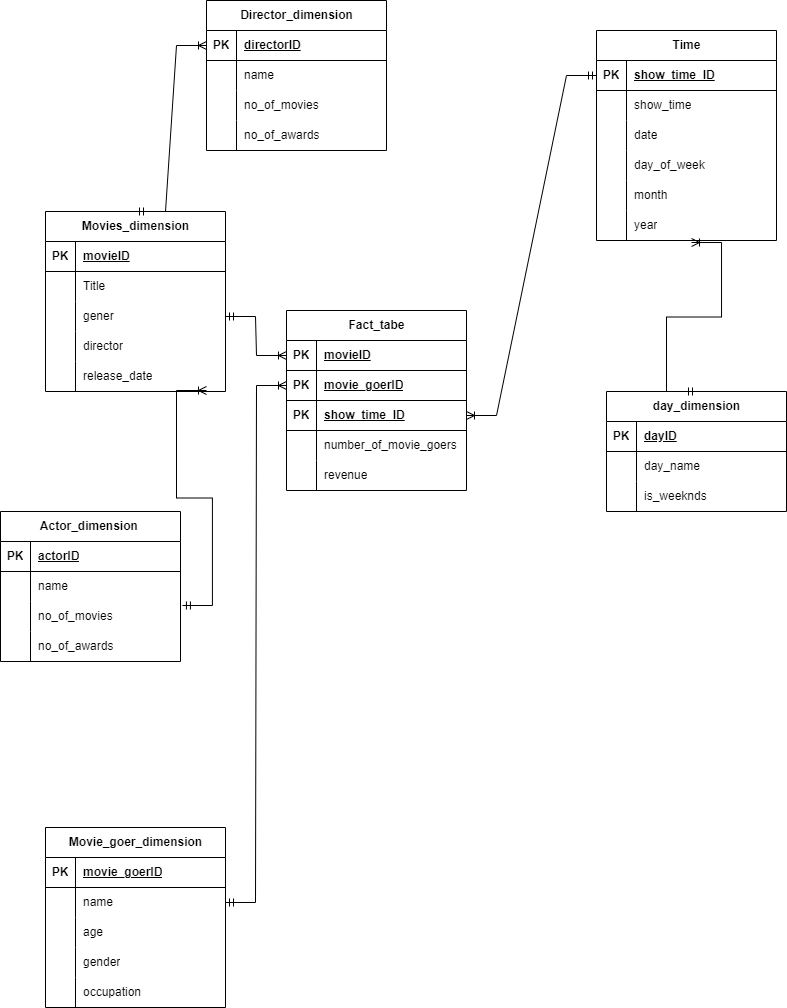 Director_dimension
PK directorID
name
no_of_movies
no_of_awards
Time
PK show_time_ID
show_time
date
day_of_week
month
year
Movies_dimension
PK movieID
Title
gener
director
release_date
Fact_tabe
PK movieID
PK movie_goerID
PK show_time_ID
number_of_movie_goers
revenue
day_dimension
PK dayID
day_name
is_weeknds
Actor_dimension
PK actorID
name
no_of_movies
no_of_awards
Movie_goer_dimension
PK movie_goerID
name
age
gender
occupation